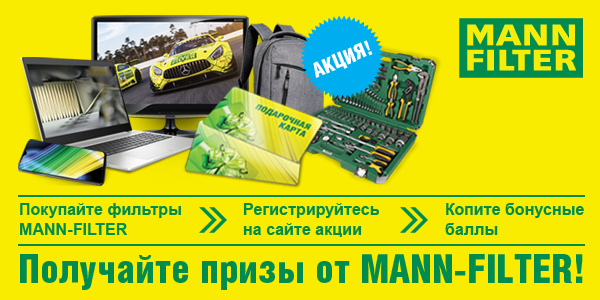 MANN
FILTER
АКЦИЯ!
ПОДАРОЧНАЯ
КАРТА
Покупайте фильтры
MANN-FILTER
Регистрируйтесь
на сайте акции
Копите бонусные
баллы
Получайте призы от MANN-FILTER!